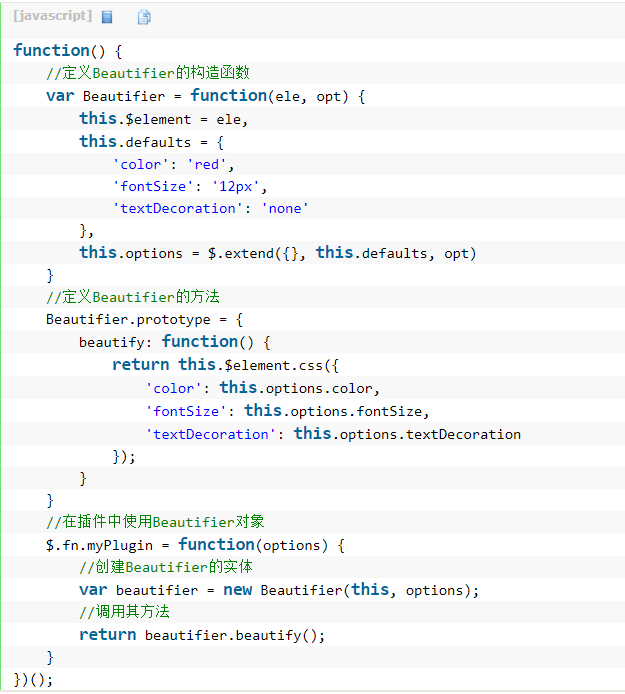 [javascript]
function() {
    //定义Beautifier的构造函数
    var Beautifier = function(ele, opt) {
        this.$element = ele,
        this.defaults = {
            'color': 'red',
            'fontSize': '12px',
            'textDecoration': 'none'
        },
        this.options = $.extend({}, this.defaults, opt)
    }
    //定义Beautifier的方法
    Beautifier.prototype = {
        beautify: function() {
            return this.$element.css({
                'color': this.options.color,
                'fontSize': this.options.fontSize,
                'textDecoration': this.options.textDecoration
            });
        }
    }
    //在插件中使用Beautifier对象
    $.fn.myPlugin = function(options) {
        //创建Beautifier的实体
        var beautifier = new Beautifier(this, options);
        //调用其方法
        return beautifier.beautify();
    }
})();